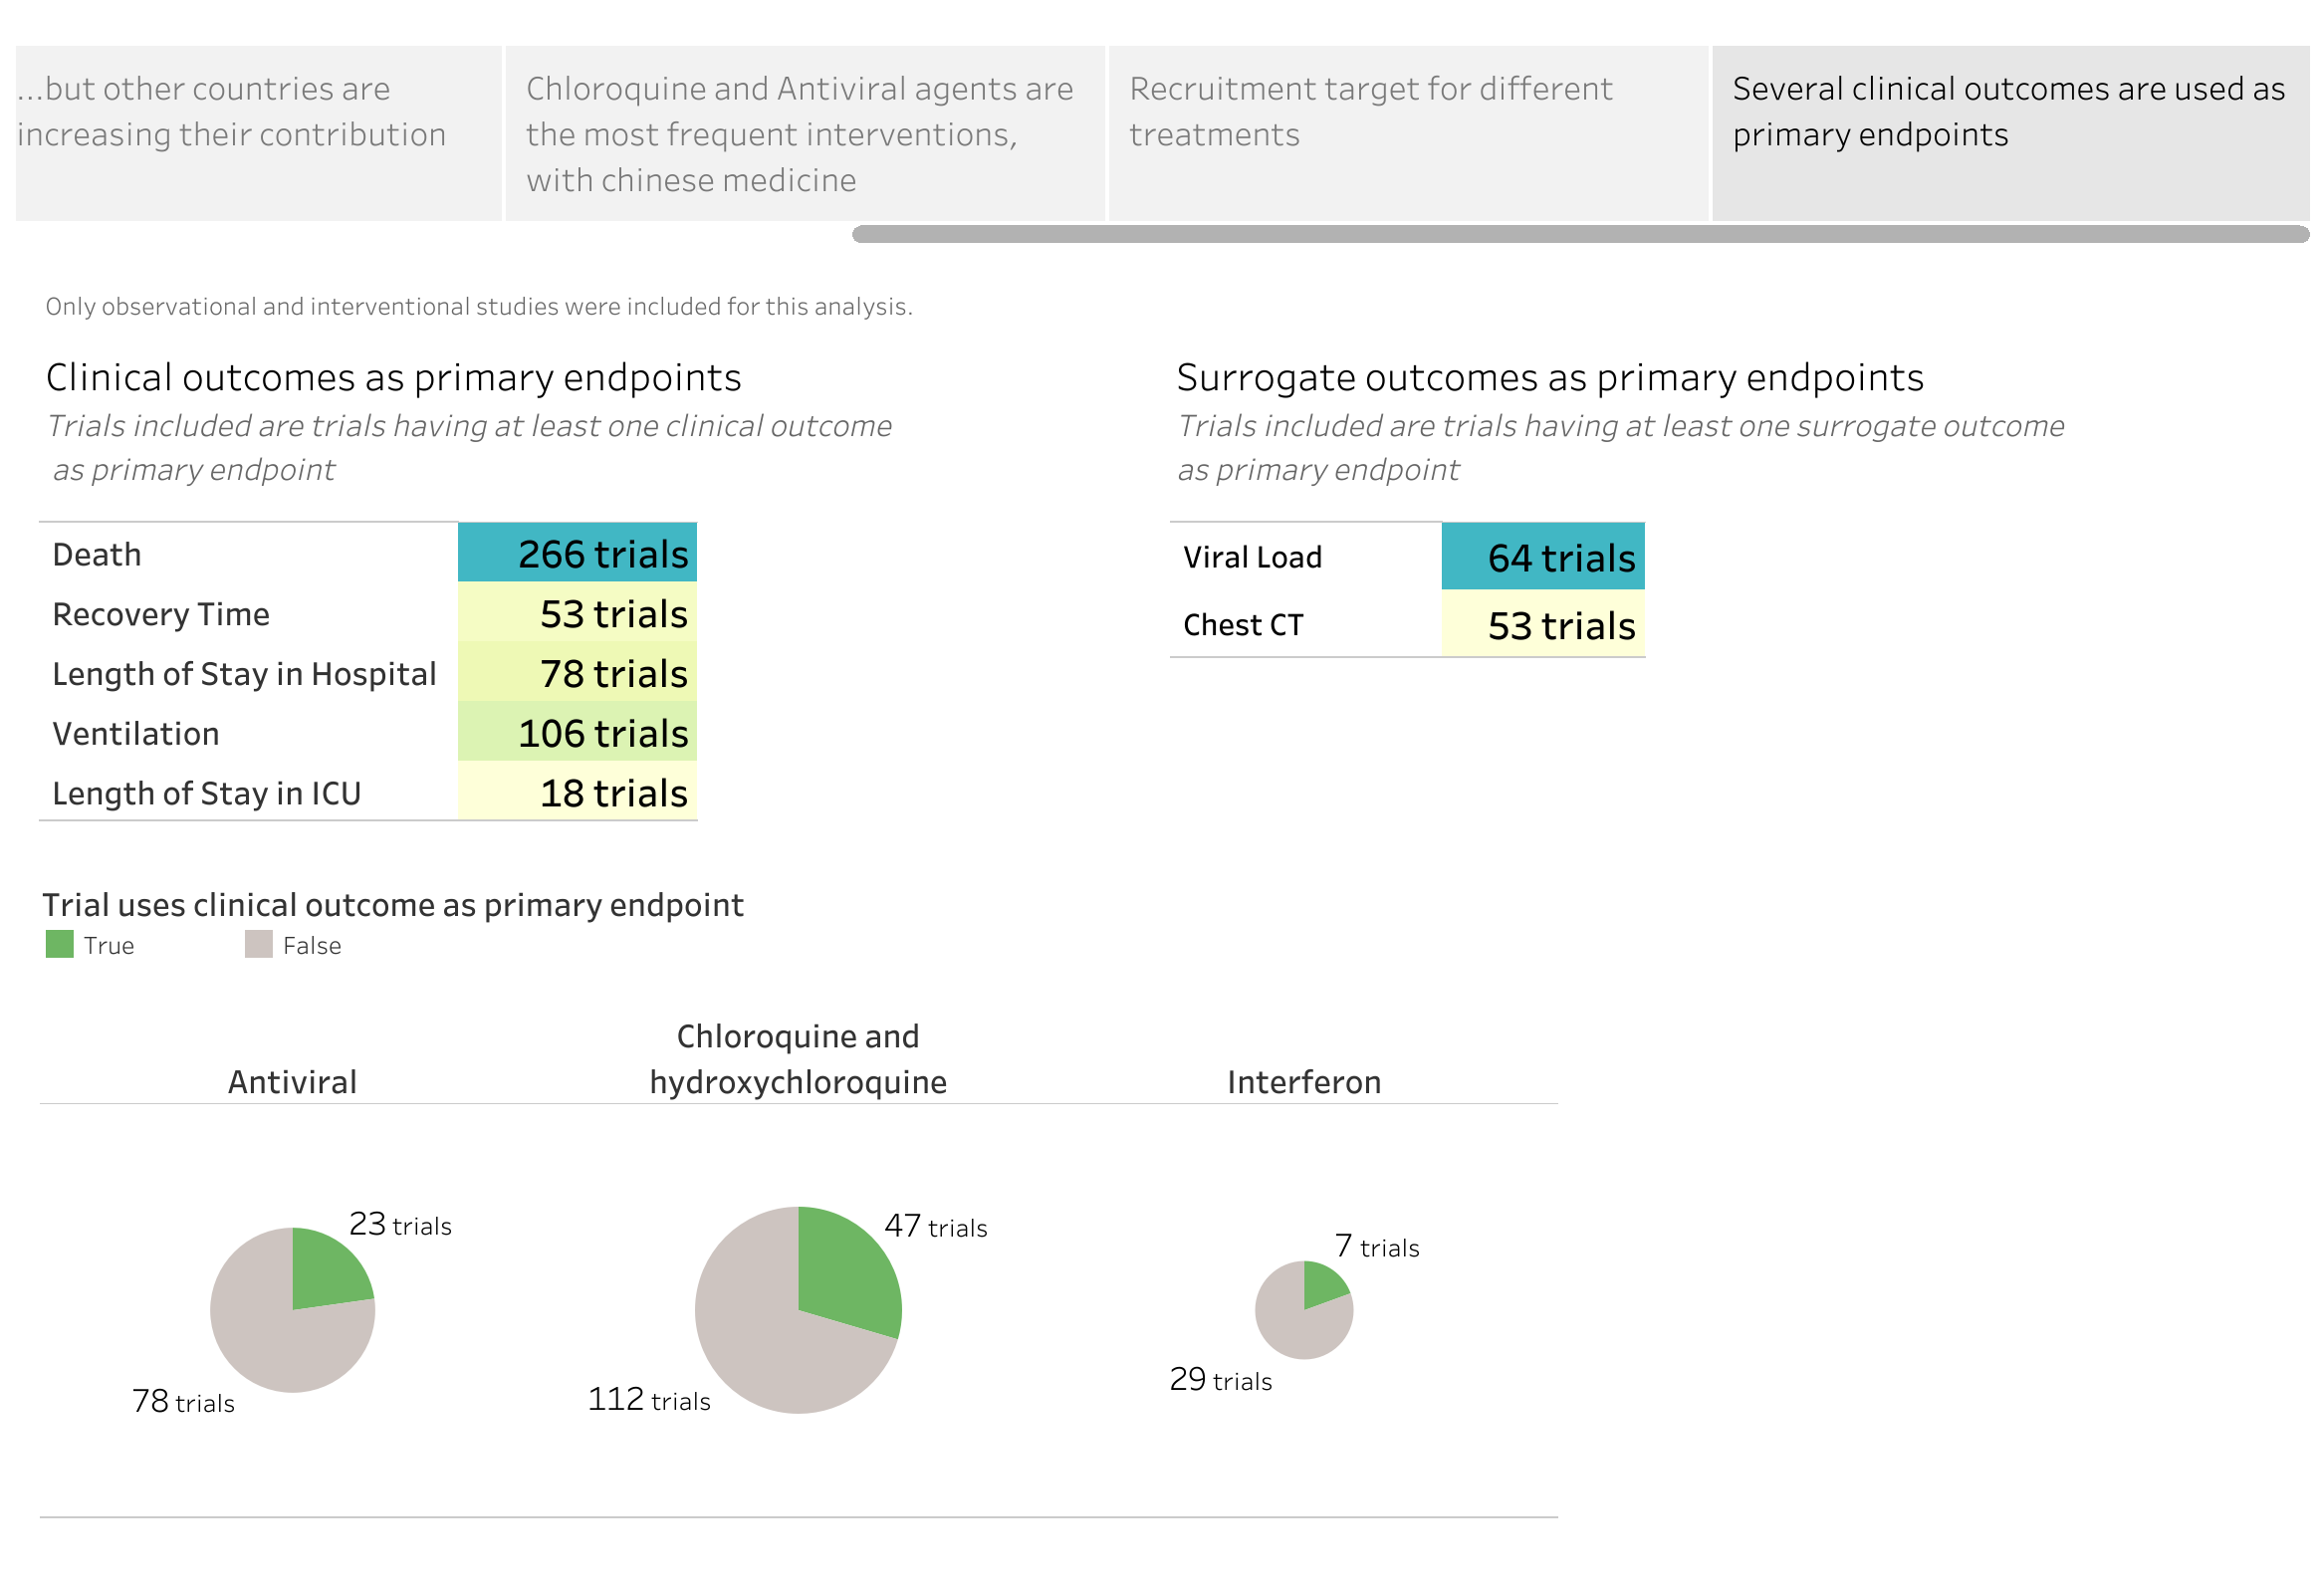 ...but other countries are
increasing their contribution
Chloroquine and Antiviral agents are
the most frequent interventions,
with chinese medicine
Recruitment target for different
treatments
Several clinical outcomes are used as
primary endpoints
Only observational and interventional studies were included for this analysis.
Clinical outcomes as primary endpoints
Trials included are trials having at least one clinical outcome
as primary endpoint
Death 266 trials
Recovery Time 53 trials
Length of Stay in Hospital 78 trials
Ventilation 106 trials
Length of Stay in ICU 18 trials
Surrogate outcomes as primary endpoints
Trials included are trials having at least one surrogate outcome
as primary endpoint
Viral Load 64 trials
Chest CT 53 trials
Trial uses clinical outcome as primary endpoint
True False
Antiviral
Chloroquine and
hydroxychloroquine
Interferon
23 trials
78 trials
47 trials
112 trials
7 trials
29 trials